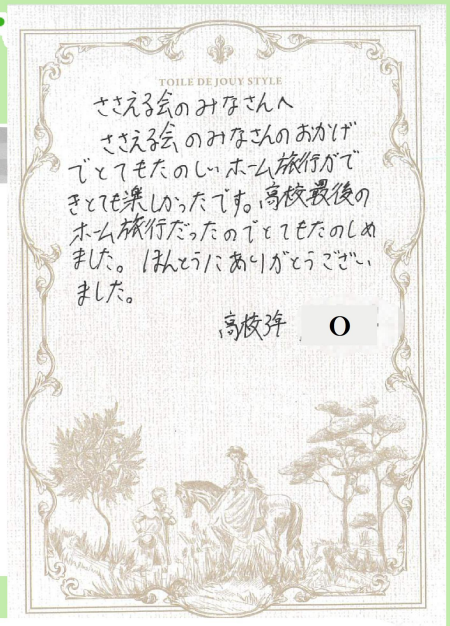 TOILE DE JOUY STYLE
ささえる会のみなさんへ
ささえる会のみなさんのおかげ
でとてもたのしいホーム旅行がで
きとても楽しかったです。高校最後の
ホーム旅行だったのでとてもたのしめ
ました。ほんとうにありがとうござい
ました。
高校3年 O